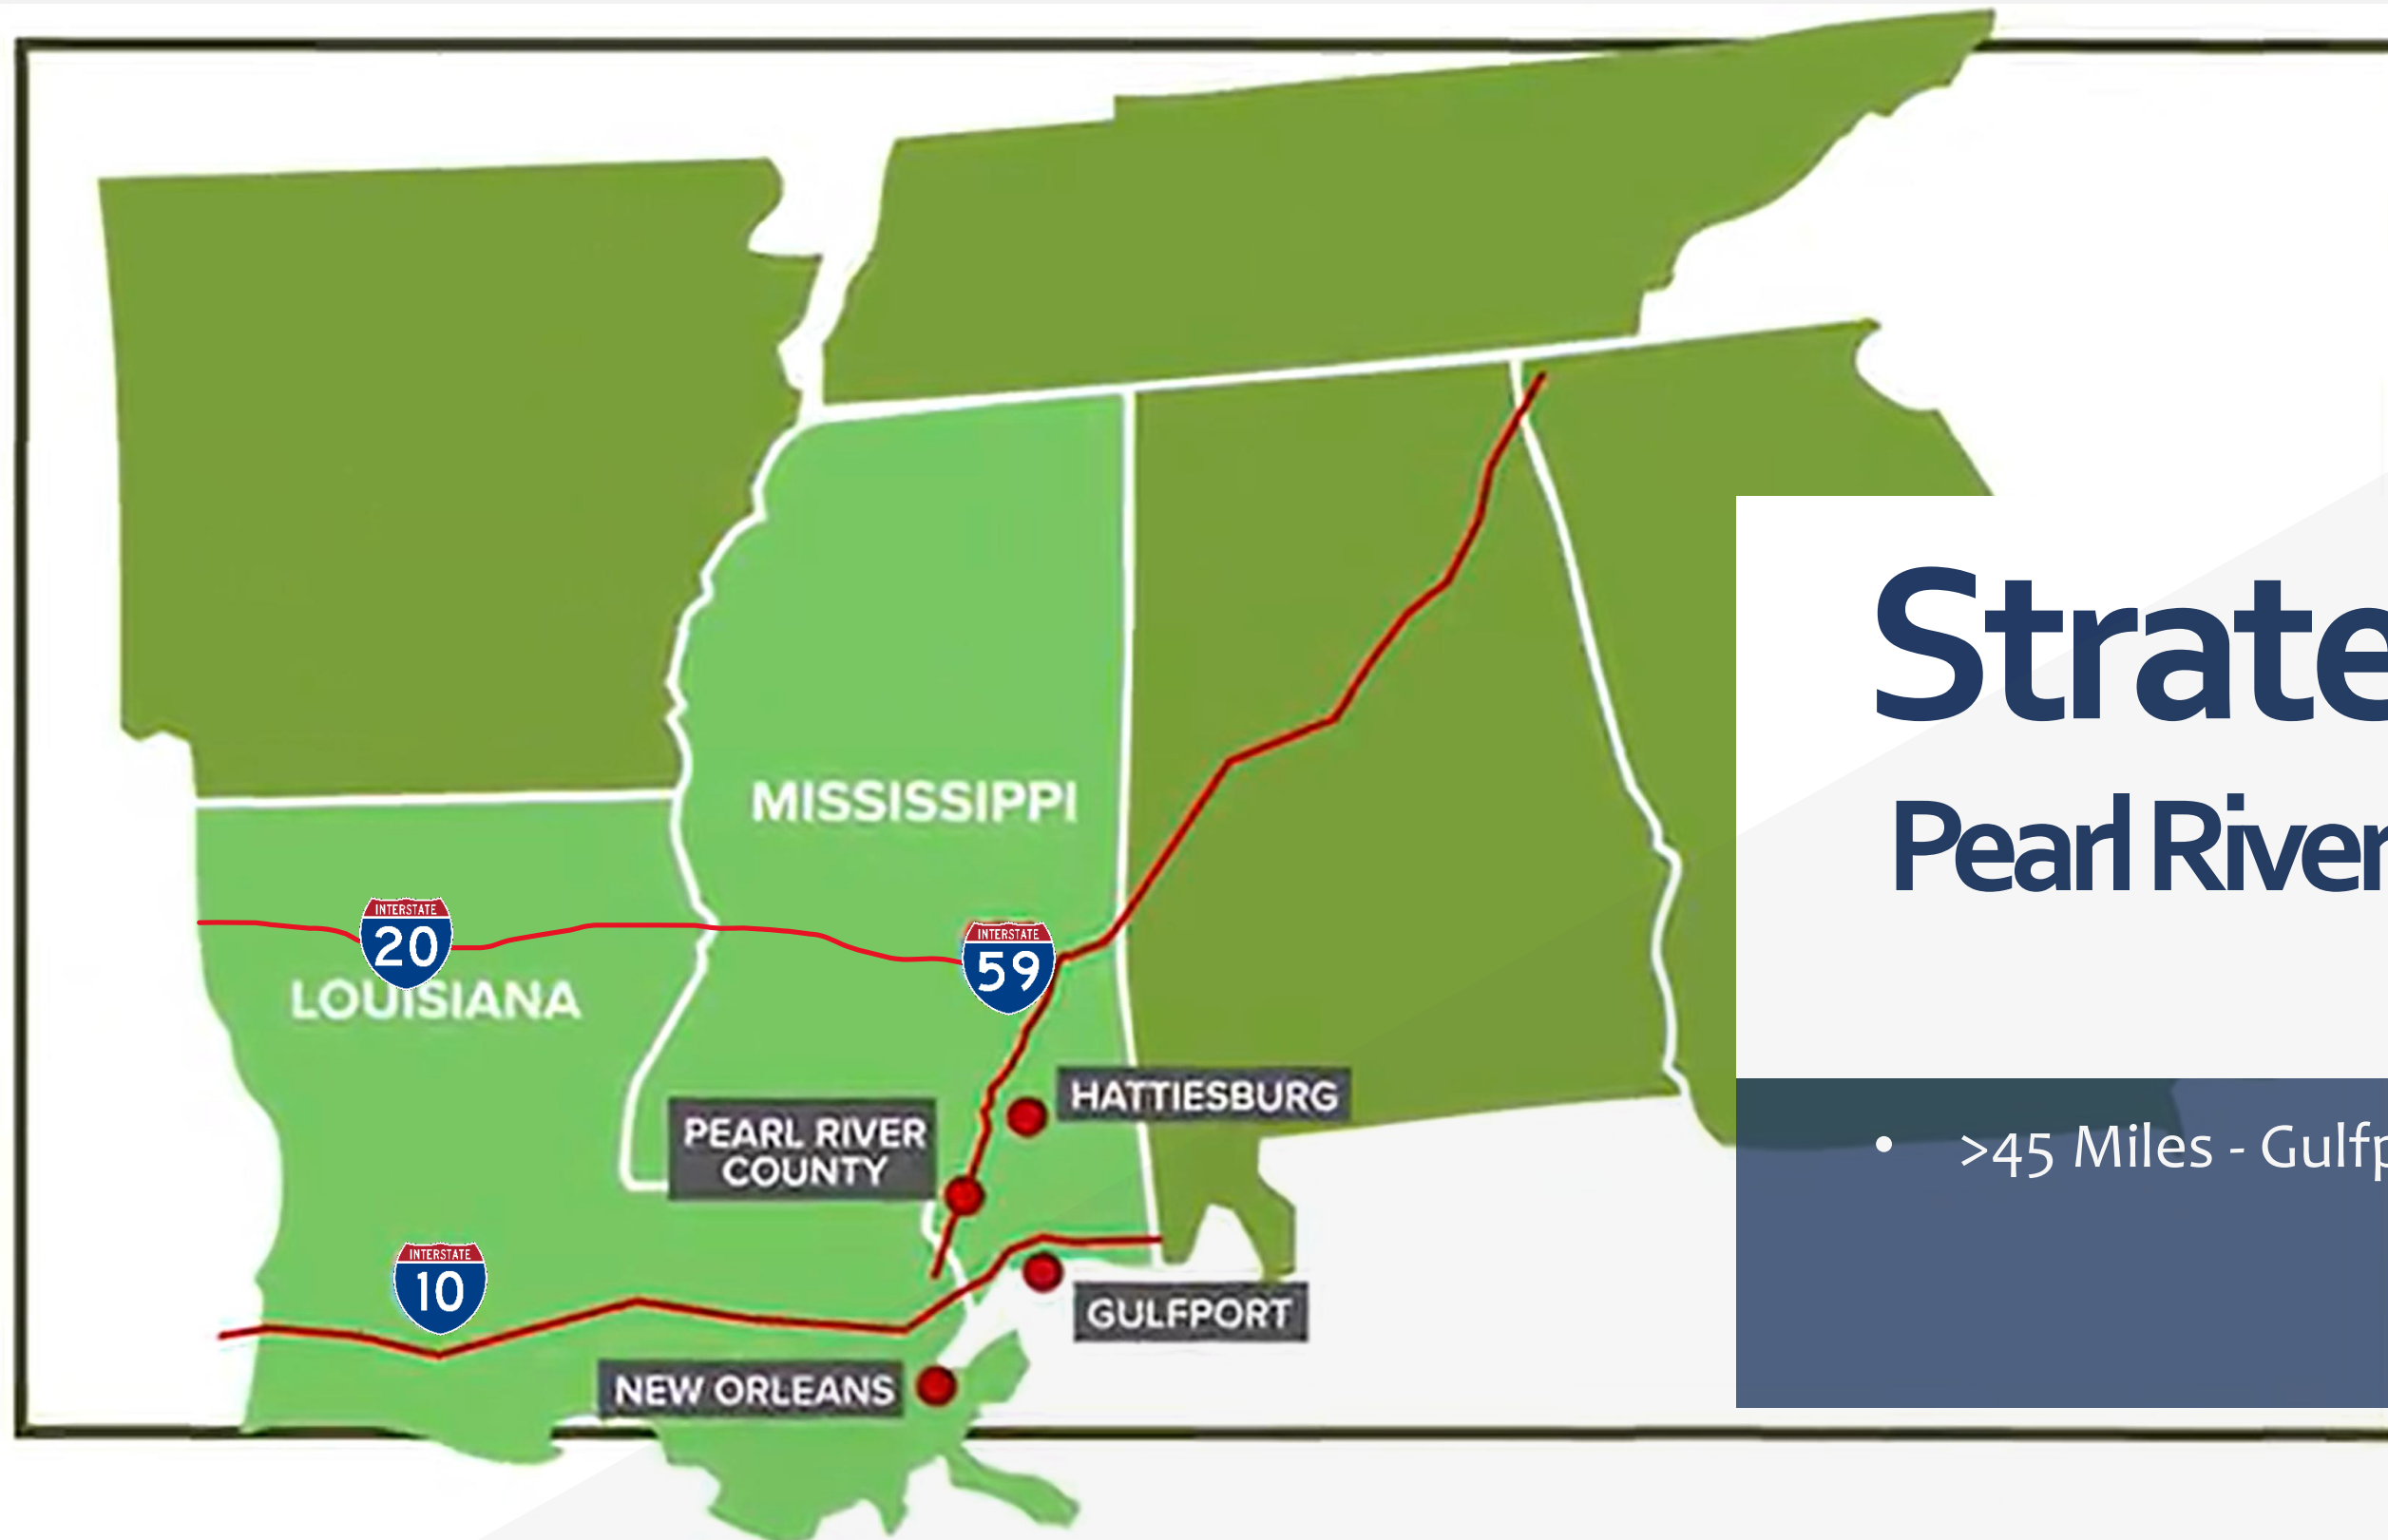 Strate
Pearl River
MISSISSIPPI
INTERSTATE
20
INTERSTATE
59
LOUISIANA
HATTIESBURG
PEARL RIVER
COUNTY
>45 Miles - Gulfp
INTERSTATE
10
GULFPORT
NEW ORLEANS